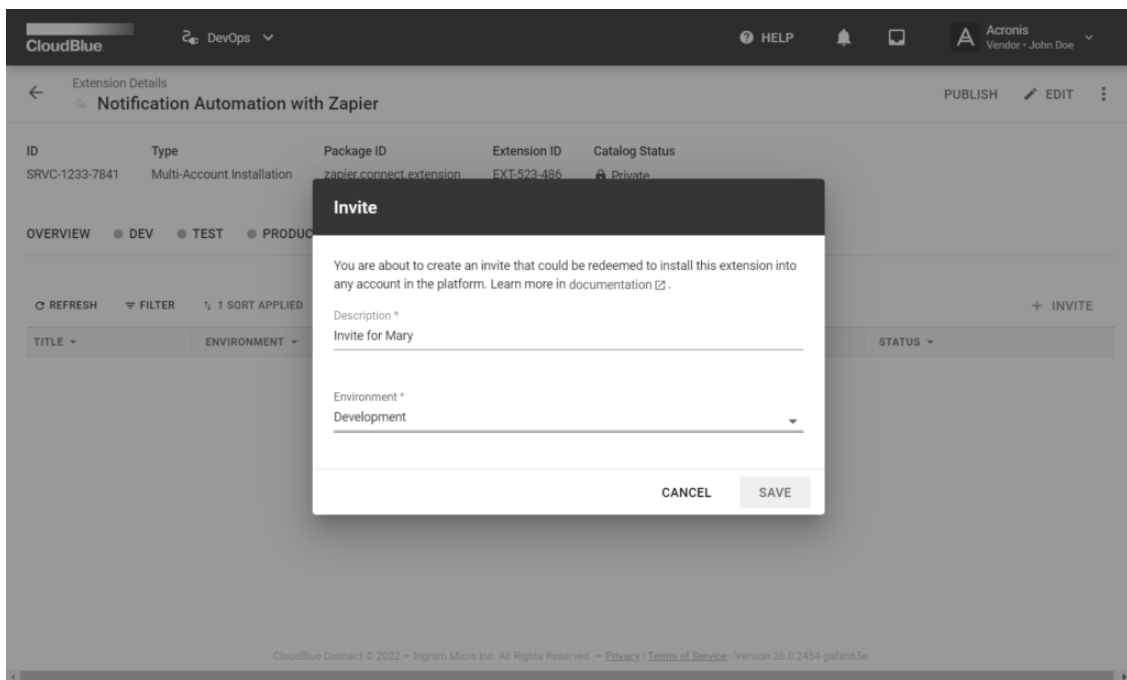 CloudBlue
DevOps
HELP
Acronis
Vendor • John Doe
Extension Details
Notification Automation with Zapier
PUBLISH
EDIT
ID
Type
Package ID
Extension ID
Catalog Status
SRVC-1233-7841
Multi-Account Installation
zapier.connect.extension
EXT-523-486
Private
Invite
OVERVIEW
DEV
TEST
PRODUC
You are about to create an invite that could be redeemed to install this extension into
any account in the platform. Learn more in documentation.
REFRESH
FILTER
1 SORT APPLIED
+ INVITE
Description *
Invite for Mary
TITLE
ENVIRONMENT
STATUS
Environment *
Development
CANCEL
SAVE
CloudBlue Connect © 2022 — Ingram Micro Inc. All Rights Reserved. — Privacy | Terms of Service - Version 26.0.2454-gafab65e